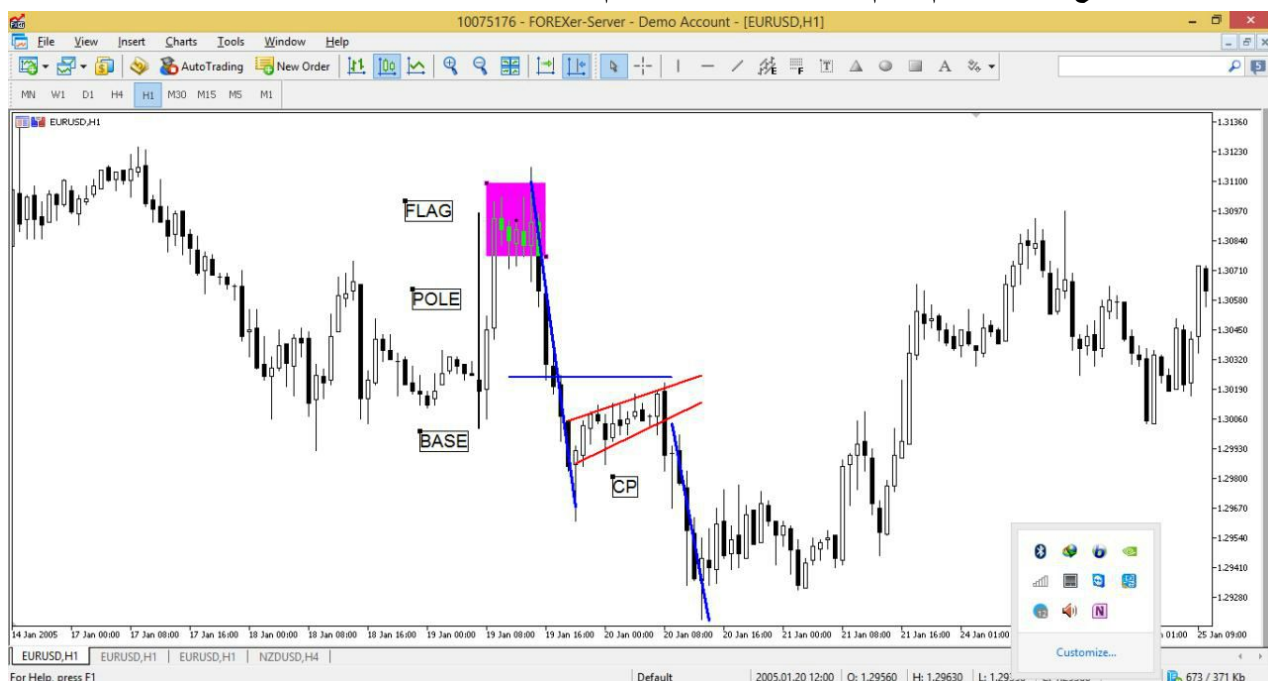 10075176 - FOREXer-Server - Demo Account - [EURUSD,H1]
File View Insert Charts Tools Window Help
AutoTrading New Order
MN W1 D1 H4 H1 M30 M15 M5 M1
EURUSD,H1
1.31360
1.31230
1.31100
FLAG
1.30970
1.30840
1.30710
POLE
1.30580
1.30450
1.30320
1.30190
1.30060
BASE
1.29930
1.29800
CP
1.29670
1.29540
1.29410
1.29280
14 Jan 2005 17 Jan 00:00 17 Jan 08:00 17 Jan 16:00 18 Jan 00:00 18 Jan 08:00 18 Jan 16:00 19 Jan 00:00 19 Jan 08:00 19 Jan 16:00 20 Jan 00:00 20 Jan 08:00 20 Jan 16:00 21 Jan 00:00 21 Jan 08:00 21 Jan 16:00 24 Jan 01:00 01:00 25 Jan 09:00
Customize...
EURUSD,H1 EURUSD,H1 EURUSD,H1 NZDUSD,H4
For Help, press F1 Default 2005.01.20 12:00 O: 1.29560 H: 1.29630 673 / 371 Kb